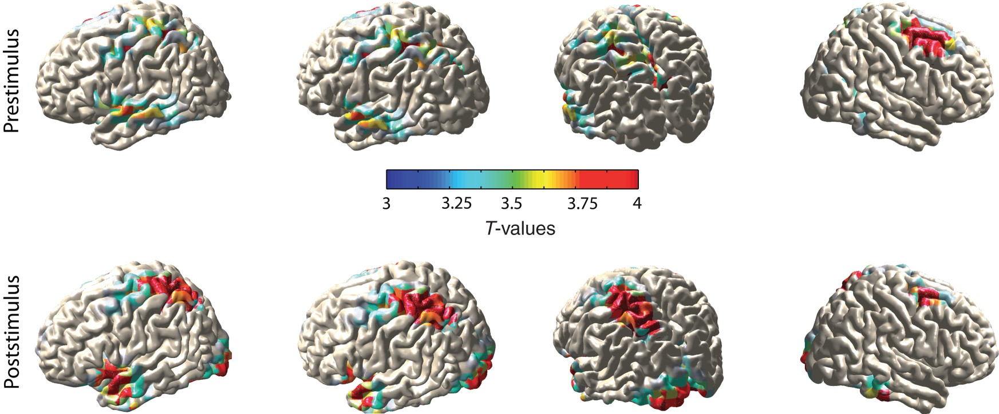 Prestimulus
3 3.25 3.5 3.75 4
T-values
Poststimulus